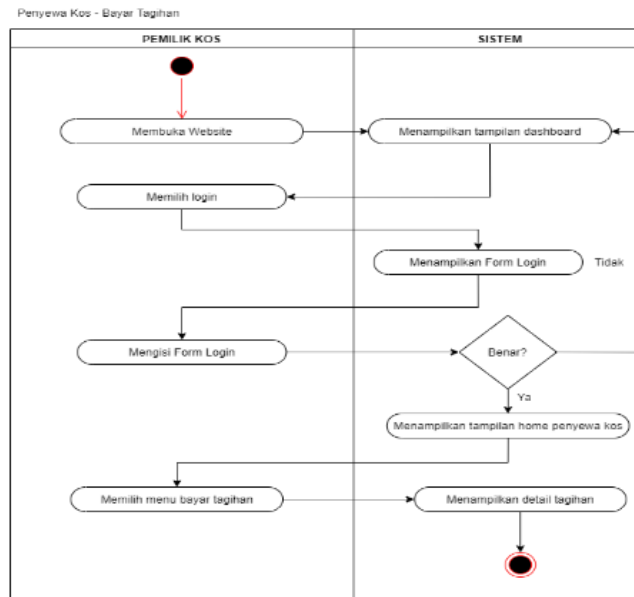 Penyewa Kos - Bayar Tagihan
PEMILIK KOS
SISTEM
Membuka Website
Menampilkan tampilan dashboard
Memilih login
Menampilkan Form Login
Tidak
Mengisi Form Login
Benar?
Ya
Menampilkan tampilan home penyewa kos
Memilih menu bayar tagihan
Menampilkan detail tagihan